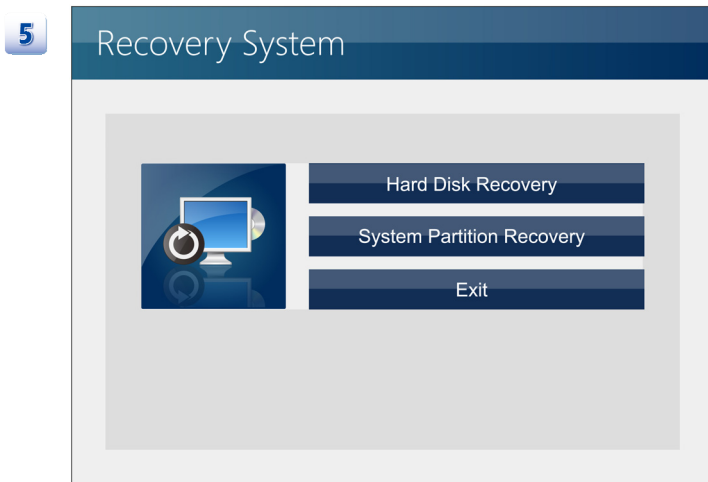 5
Recovery System
Hard Disk Recovery
System Partition Recovery
Exit